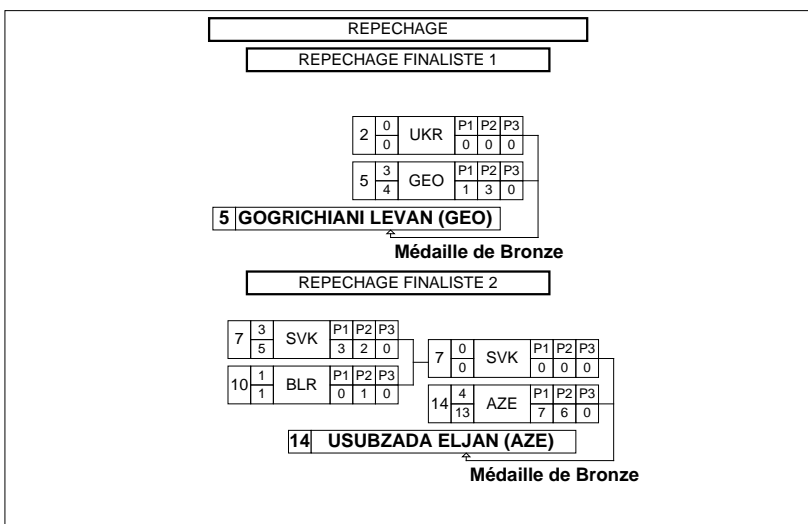 REPECHAGE
REPECHAGE FINALISTE 1
2 0 UKR P1 P2 P3
0 0 0 0
5 3 GEO P1 P2 P3
4 1 3 0
5 GOGRICHIANI LEVAN (GEO)
Médaille de Bronze
REPECHAGE FINALISTE 2
7 3 SVK P1 P2 P3
5 3 2 0
10 1 BLR P1 P2 P3
1 0 1 0
7 0 SVK P1 P2 P3
0 0 0 0
14 4 AZE P1 P2 P3
13 7 6 0
14 USUBZADA ELJAN (AZE)
Médaille de Bronze